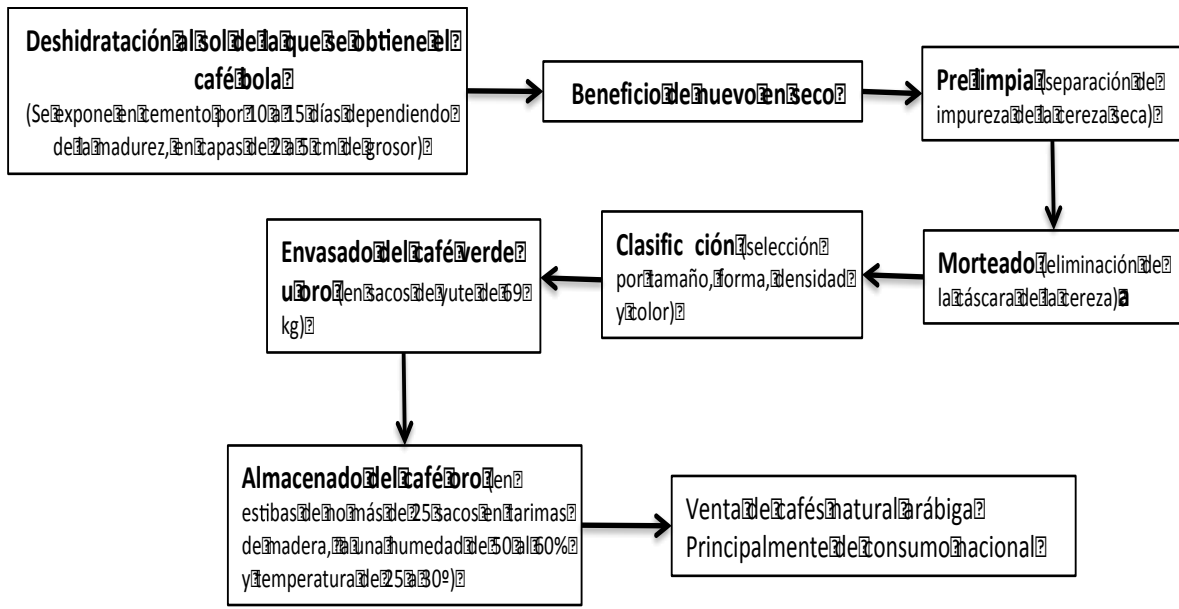 Deshidratación al sol de la que se obtiene el
café bola
(Se expone en cemento por 10 a 15 días dependiendo
de la madurez, en capas de 2 a 5 cm de grosor)
Beneficio de nuevo en seco
Pre limpia (separación de
impureza de la cereza seca)
Morteado (eliminación de
la cáscara de la cereza) a
Clasific ción (selección
por tamaño, forma, densidad
y color)
Envasado del café verde
u oro (en sacos de yute de 69
kg)
Almacenado del café oro (en
estibas de no más de 25 sacos en tarimas
de madera, a una humedad de 50 al 60%
y temperatura de 25 a 30º)
Venta de cafés natural arábiga
Principalmente de consumo nacional